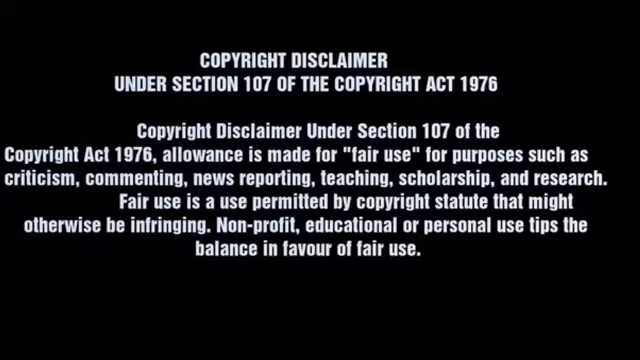 COPYRIGHT DISCLAIMER
UNDER SECTION 107 OF THE COPYRIGHT ACT 1976
Copyright Disclaimer Under Section 107 of the
Copyright Act 1976, allowance is made for "fair use" for purposes such as
criticism, commenting, news reporting, teaching, scholarship, and research.
Fair use is a use permitted by copyright statute that might
otherwise be infringing. Non-profit, educational or personal use tips the
balance in favour of fair use.